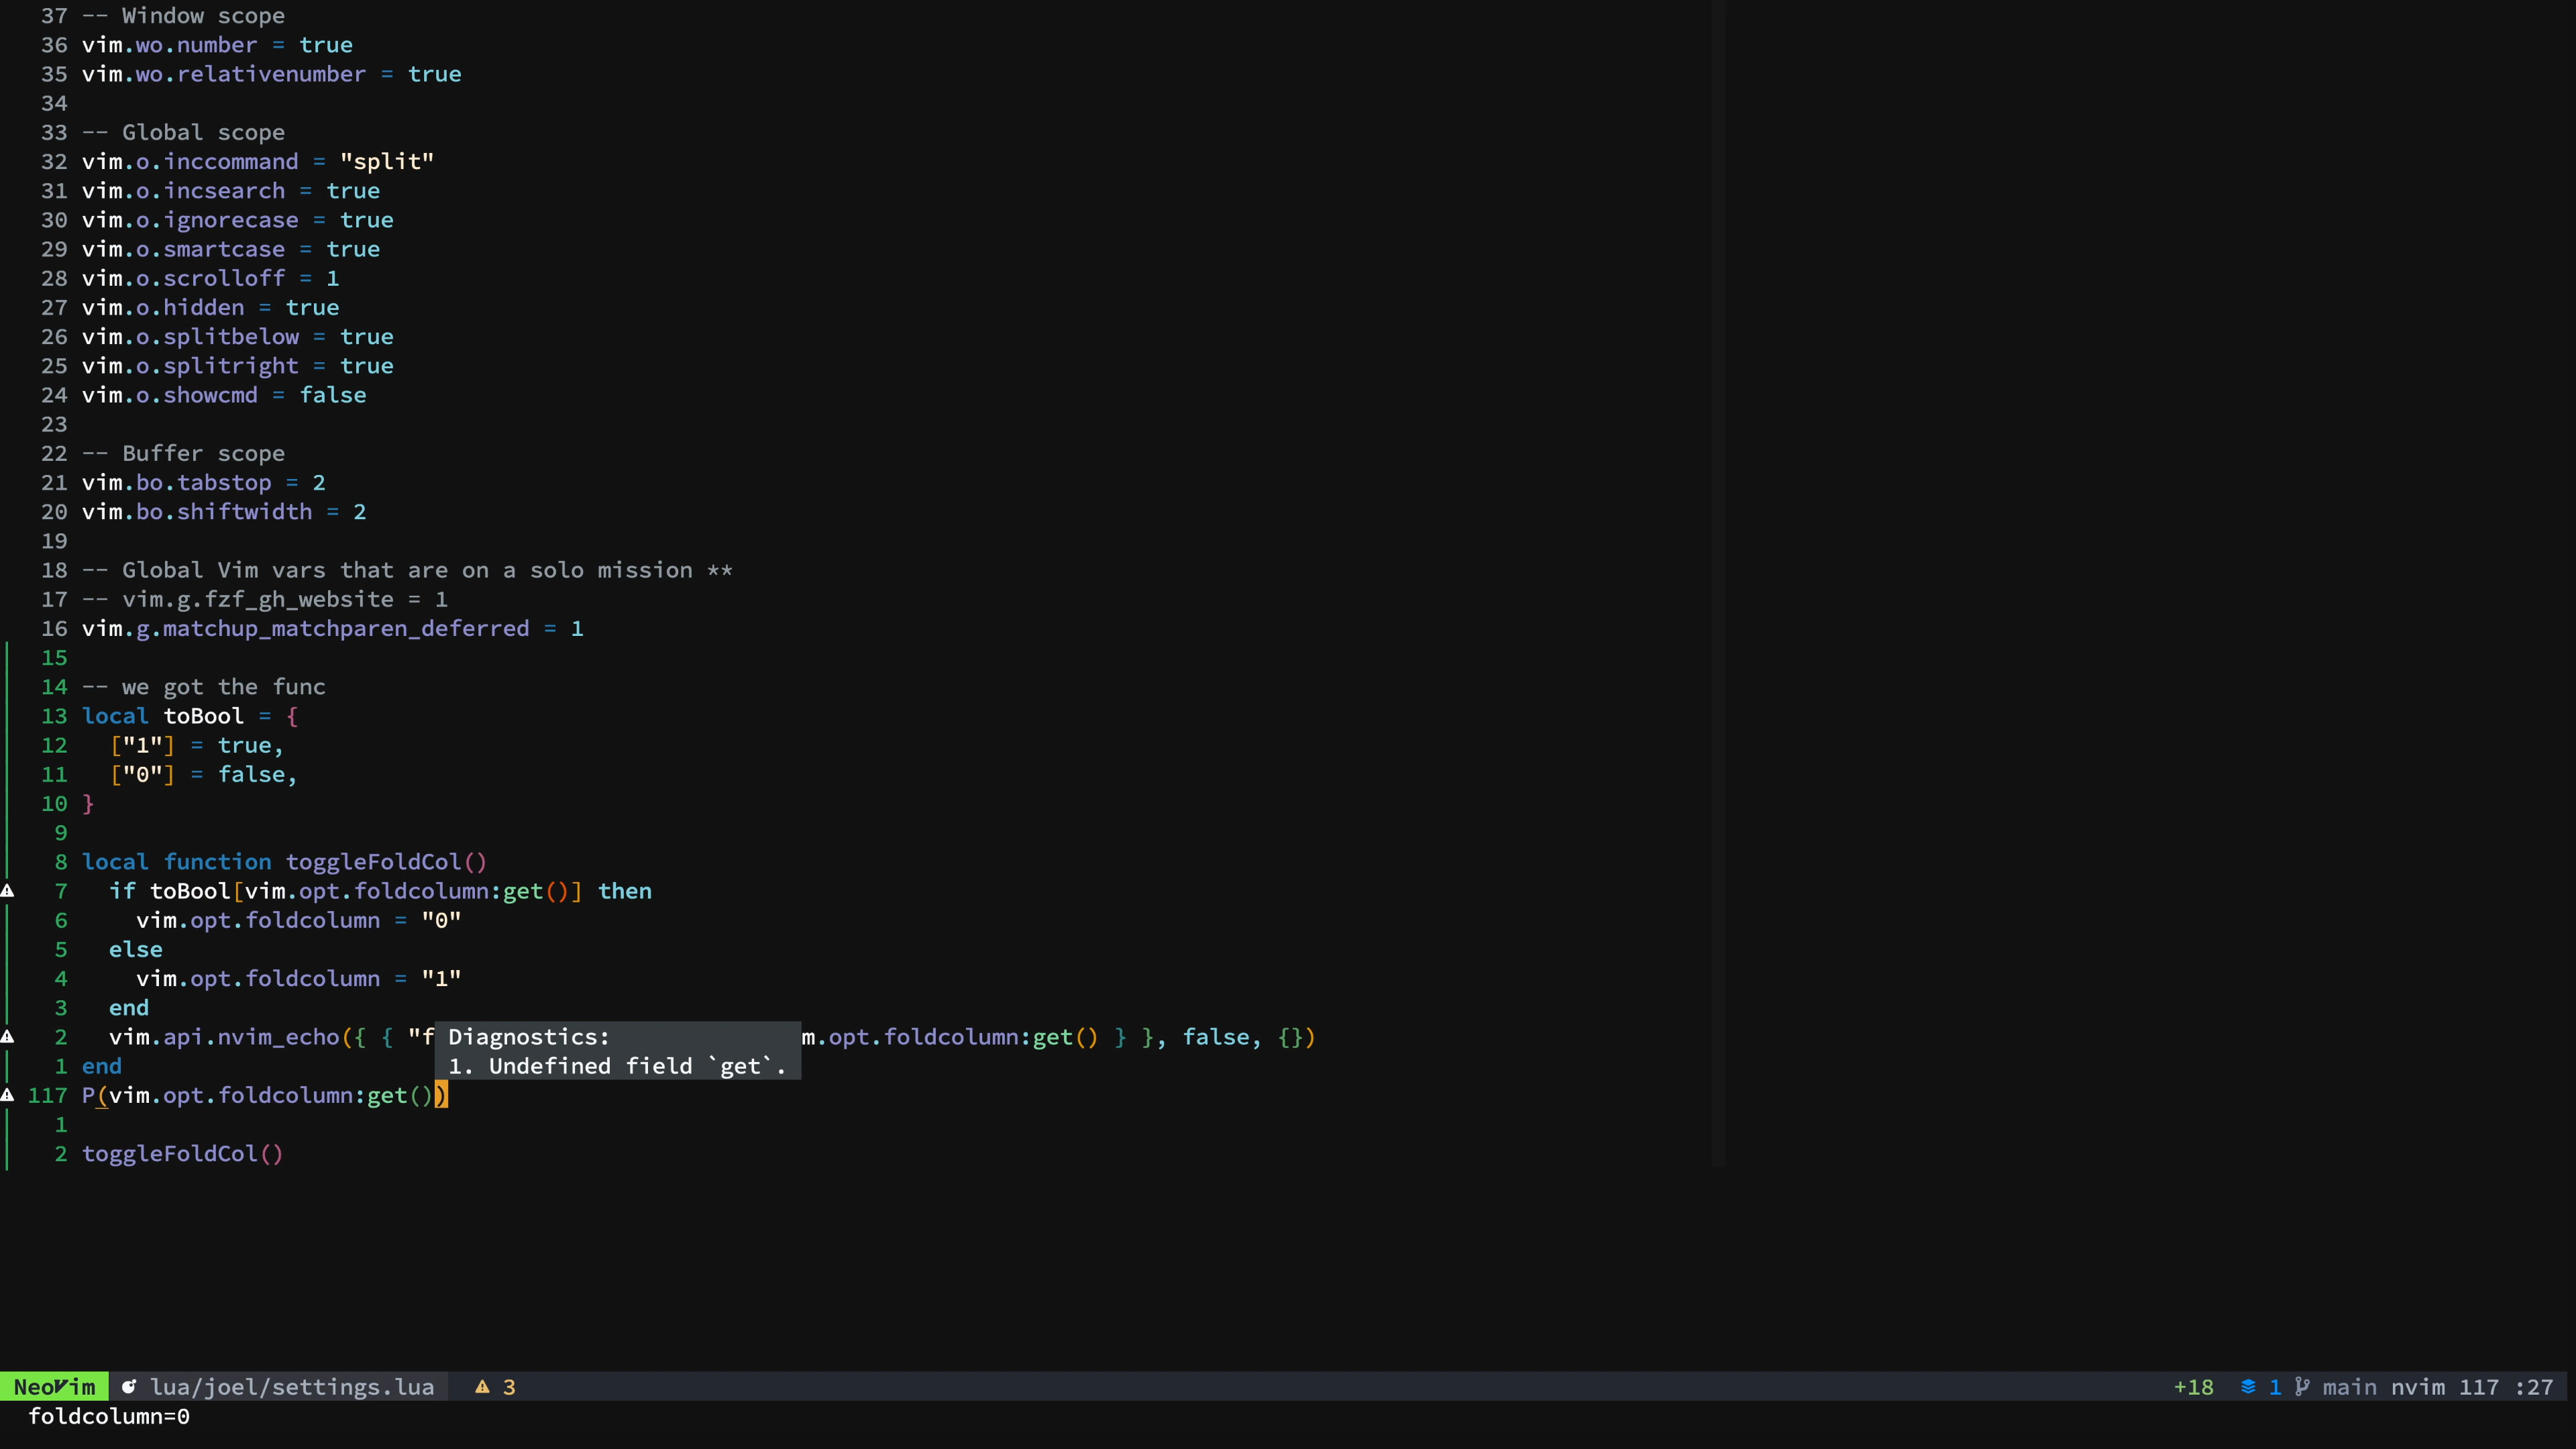 37 -- Window scope
36 vim.wo.number = true
35 vim.wo.relativenumber = true
34
33 -- Global scope
32 vim.o.inccommand = "split"
31 vim.o.incsearch = true
30 vim.o.ignorecase = true
29 vim.o.smartcase = true
28 vim.o.scrolloff = 1
27 vim.o.hidden = true
26 vim.o.splitbelow = true
25 vim.o.splitright = true
24 vim.o.showcmd = false
23
22 -- Buffer scope
21 vim.bo.tabstop = 2
20 vim.bo.shiftwidth = 2
19
18 -- Global Vim vars that are on a solo mission **
17 -- vim.g.fzf_gh_website = 1
16 vim.g.matchup_matchparen_deferred = 1
15
14 -- we got the func
13 local toBool = {
12   ["1"] = true,
11   ["0"] = false,
10 }
9
8 local function toggleFoldCol()
7   if toBool[vim.opt.foldcolumn:get()] then
6     vim.opt.foldcolumn = "0"
5   else
4     vim.opt.foldcolumn = "1"
3   end
2   vim.api.nvim_echo({ { "f Diagnostics: m.opt.foldcolumn:get() } }, false, {})
1 end 1. Undefined field `get`.
117 P(vim.opt.foldcolumn:get())
1
2 toggleFoldCol()
NeoVim lua/joel/settings.lua 3 +18 1 main nvim 117 :27
foldcolumn=0